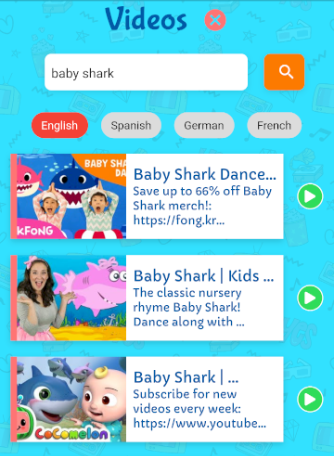 Videos
baby shark
English Spanish German French
BABY SHA
DA
kFONG
Baby Shark Dance...
Save up to 66% off Baby
Shark merch!:
https://fong.kr...
Baby Shark | Kids ...
The classic nursery
rhyme Baby Shark!
Dance along with ...
CoComelon
Baby Shark | ...
Subscribe for new
videos every week:
https://www.youtube...